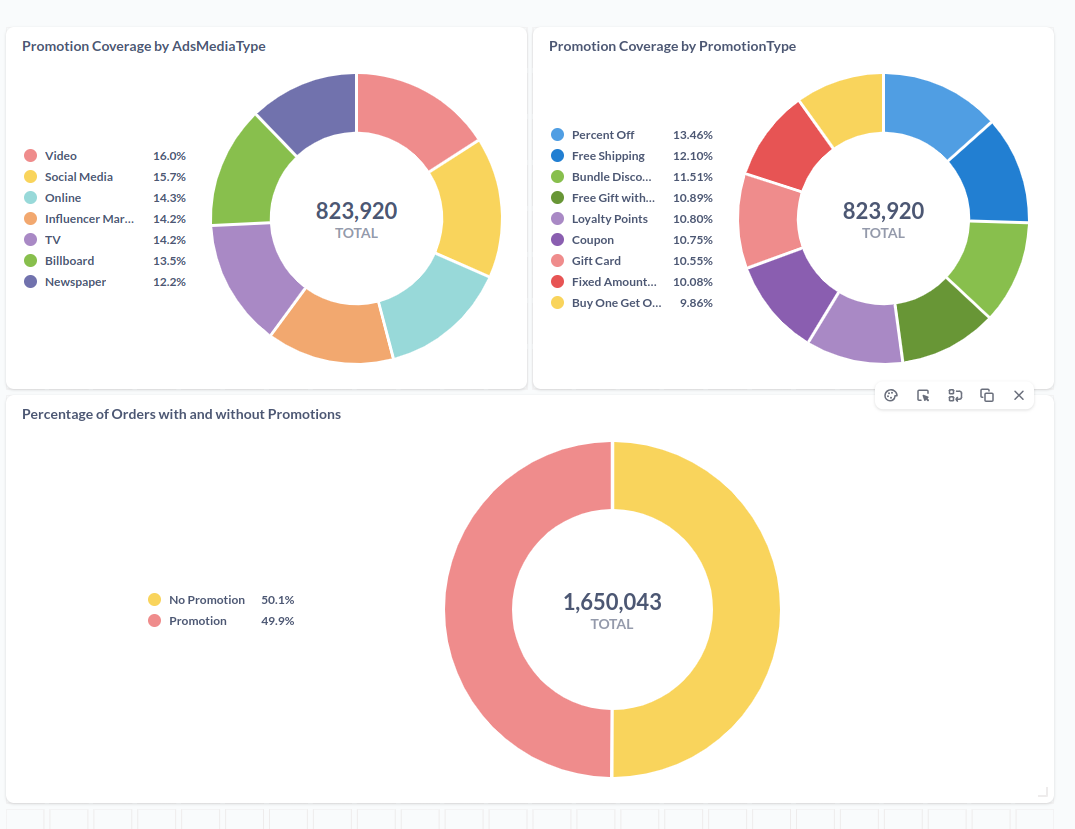 Promotion Coverage by AdsMediaType
Video 16.0%
Social Media 15.7%
Online 14.3%
Influencer Mar... 14.2%
TV 14.2%
Billboard 13.5%
Newspaper 12.2%
823,920
TOTAL
Promotion Coverage by PromotionType
Percent Off 13.46%
Free Shipping 12.10%
Bundle Disco... 11.51%
Free Gift with... 10.89%
Loyalty Points 10.80%
Coupon 10.75%
Gift Card 10.55%
Fixed Amount... 10.08%
Buy One Get O... 9.86%
823,920
TOTAL
Percentage of Orders with and without Promotions
No Promotion 50.1%
Promotion 49.9%
1,650,043
TOTAL